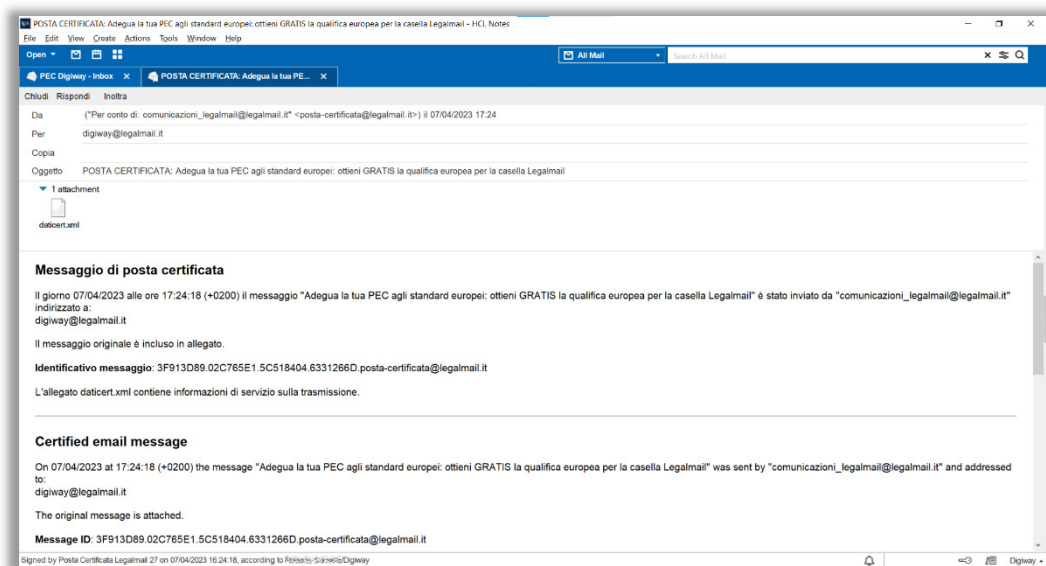 POSTA CERTIFICATA: Adegua la tua PEC agli standard europei: ottieni GRATIS la qualifica europea per la casella Legalmail - HCL Notes
File Edit View Create Actions Tools Window Help
Open All Mail Search All Mail
PEC Digiway - Inbox X POSTA CERTIFICATA: Adegua la tua PE... X
Chiudi Rispondi Inoltra
Da ("Per conto di: comunicazioni_legalmail@legalmail.it" <posta-certificata@legalmail.it>) il 07/04/2023 17:24
Per digiway@legalmail.it
Copia
Oggetto POSTA CERTIFICATA: Adegua la tua PEC agli standard europei: ottieni GRATIS la qualifica europea per la casella Legalmail
1 attachment
daticert.xml
Messaggio di posta certificata
Il giorno 07/04/2023 alle ore 17:24:18 (+0200) il messaggio "Adegua la tua PEC agli standard europei: ottieni GRATIS la qualifica europea per la casella Legalmail" è stato inviato da "comunicazioni_legalmail@legalmail.it"
indirizzato a:
digiway@legalmail.it
Il messaggio originale è incluso in allegato.
Identificativo messaggio: 3F913D89.02C765E1.5C518404.6331266D.posta-certificata@legalmail.it
L'allegato daticert.xml contiene informazioni di servizio sulla trasmissione.
Certified email message
On 07/04/2023 at 17:24:18 (+0200) the message "Adegua la tua PEC agli standard europei: ottieni GRATIS la qualifica europea per la casella Legalmail" was sent by "comunicazioni_legalmail@legalmail.it" and addressed
to:
digiway@legalmail.it
The original message is attached.
Message ID: 3F913D89.02C765E1.5C518404.6331266D.posta-certificata@legalmail.it
Signed by Posta Certificata Legalmail 27 on 07/04/2023 16:24:18, according to /Digiway Digiway